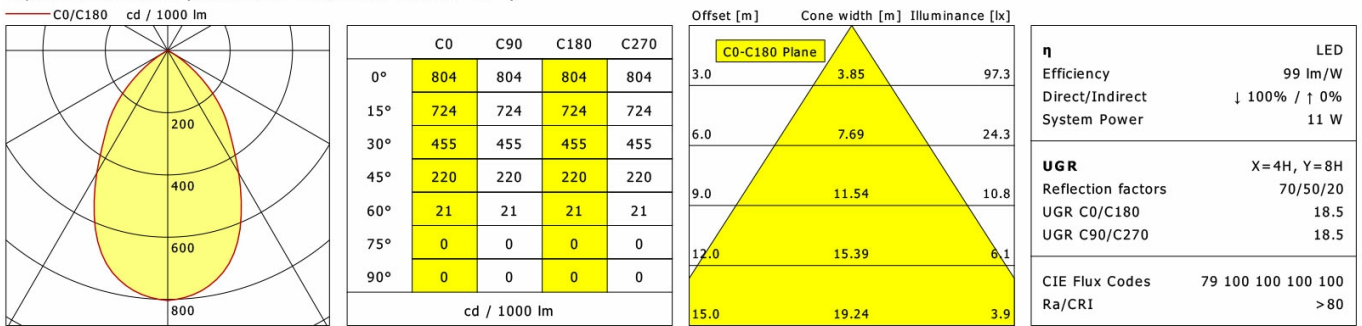 C0/C180 cd / 1000 lm
200
400
600
800
C0 C90 C180 C270
0° 804 804 804 804
15° 724 724 724 724
30° 455 455 455 455
45° 220 220 220 220
60° 21 21 21 21
75° 0 0 0 0
90° 0 0 0 0
cd / 1000 lm
Offset [m] Cone width [m] Illuminance [lx]
C0-C180 Plane
3.0 3.85 97.3
6.0 7.69 24.3
9.0 11.54 10.8
12.0 15.39 6.1
15.0 19.24 3.9
η LED
Efficiency 99 lm/W
Direct/Indirect ↓ 100% / ↑ 0%
System Power 11 W
UGR X=4H, Y=8H
Reflection factors 70/50/20
UGR C0/C180 18.5
UGR C90/C270 18.5
CIE Flux Codes 79 100 100 100 100
Ra/CRI >80